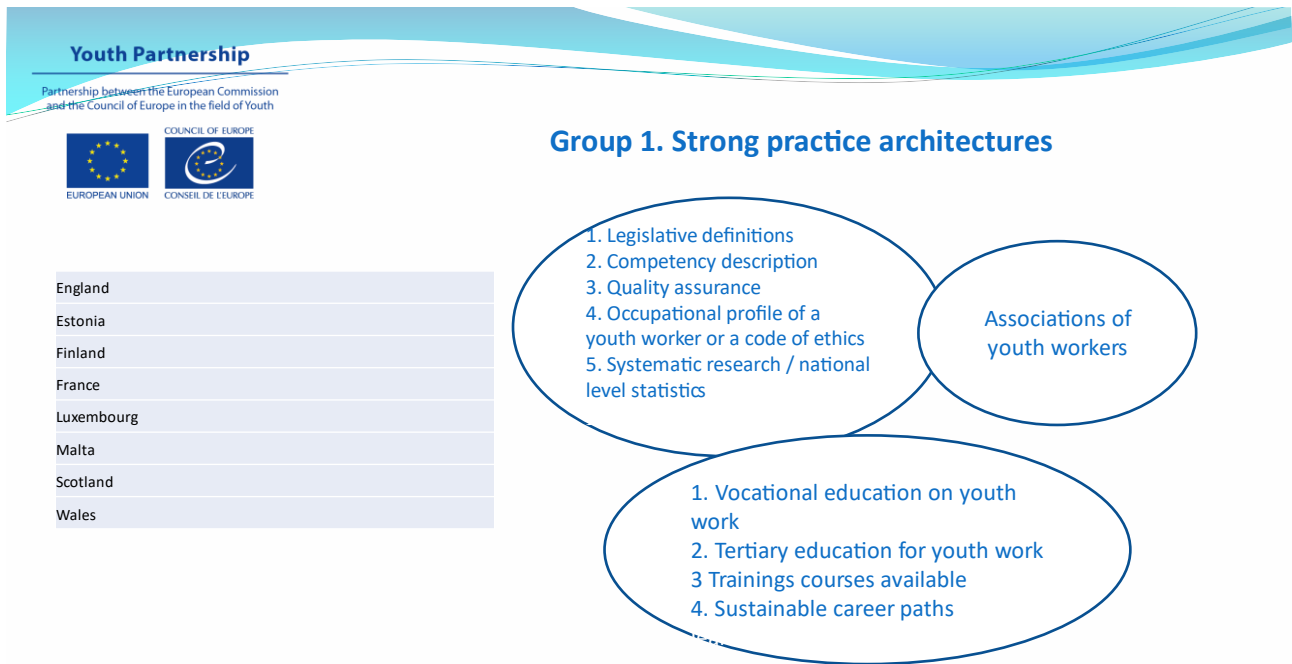 Youth Partnership
Partnership between the European Commission
and the Council of Europe in the field of Youth
COUNCIL OF EUROPE
EUROPEAN UNION
CONSEIL DE L'EUROPE
Group 1. Strong practice architectures
England
Estonia
Finland
France
Luxembourg
Malta
Scotland
Wales
1. Legislative definitions
2. Competency description
3. Quality assurance
4. Occupational profile of a
youth worker or a code of ethics
5. Systematic research / national
level statistics
Associations of
youth workers
1. Vocational education on youth
work
2. Tertiary education for youth work
3 Trainings courses available
4. Sustainable career paths